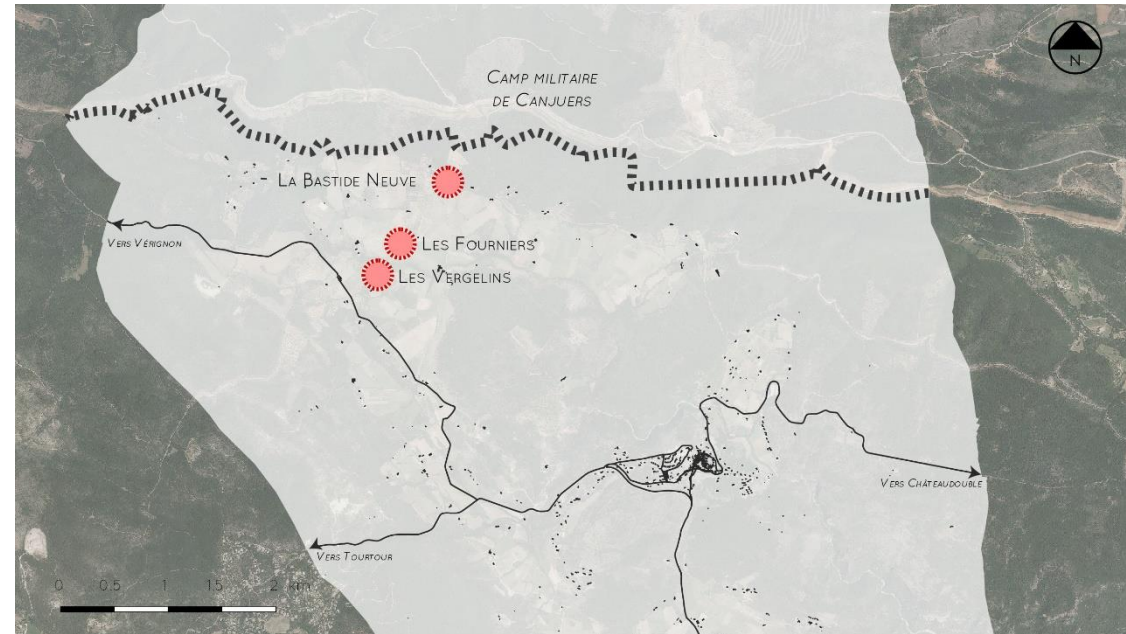 CAMP MILITAIRE
DE CANJUERS
N
LA BASTIDE NEUVE
VERS VÉRIGNON
LES FOURNIERS
LES VERGELINS
VERS CHÂTEAUDOUBLE
VERS TOURTOUR
0 0.5 1 1.5 2 km